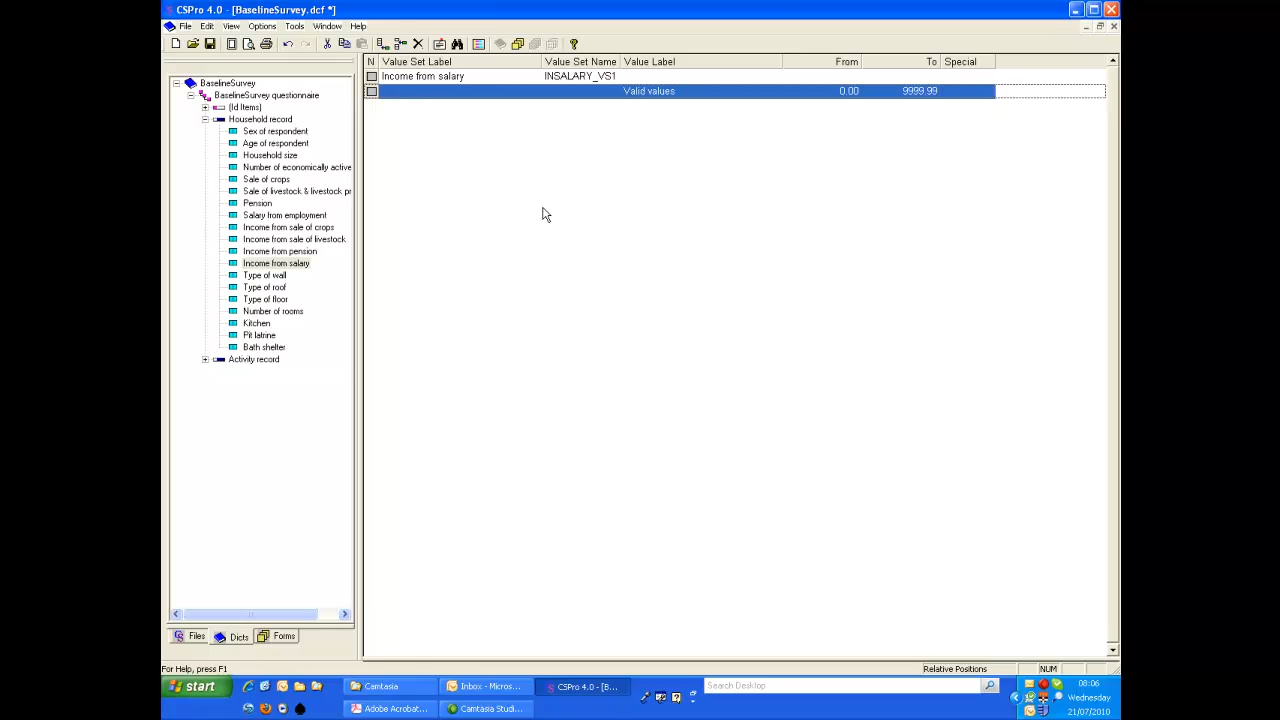 CSPro 4.0 - [BaselineSurvey.dcf *]
File Edit View Options Tools Window Help
N Value Set Label Value Set Name Value Label From To Special
Income from salary INSALARY_VS1
Valid values 0.00 9999.99
BaselineSurvey
BaselineSurvey questionnaire
(Id Items)
Household record
Sex of respondent
Age of respondent
Household size
Number of economically active
Sale of crops
Sale of livestock & livestock pr
Pension
Salary from employment
Income from sale of crops
Income from sale of livestock
Income from pension
Income from salary
Type of wall
Type of roof
Type of floor
Number of rooms
Kitchen
Pit latrine
Bath shelter
Activity record
Files Dicts Forms
For Help, press F1
Relative Positions NUM
start Camtasia Inbox - Micros... CSPro 4.0 - [B... Search Desktop 08:06
Wednesday
Adobe Acrobat... Camtasia Studi... 21/07/2010